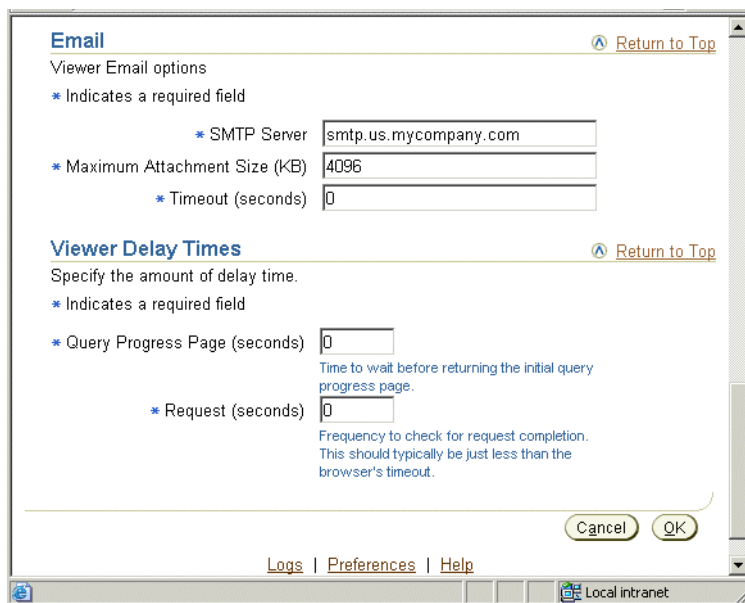 Email
Return to Top
Viewer Email options
* Indicates a required field
* SMTP Server smtp.us.mycompany.com
* Maximum Attachment Size (KB) 4096
* Timeout (seconds) 0
Viewer Delay Times
Return to Top
Specify the amount of delay time.
* Indicates a required field
* Query Progress Page (seconds) 0
Time to wait before returning the initial query
progress page.
* Request (seconds) 0
Frequency to check for request completion.
This should typically be just less than the
browser's timeout.
Cancel OK
Logs | Preferences | Help
Local intranet